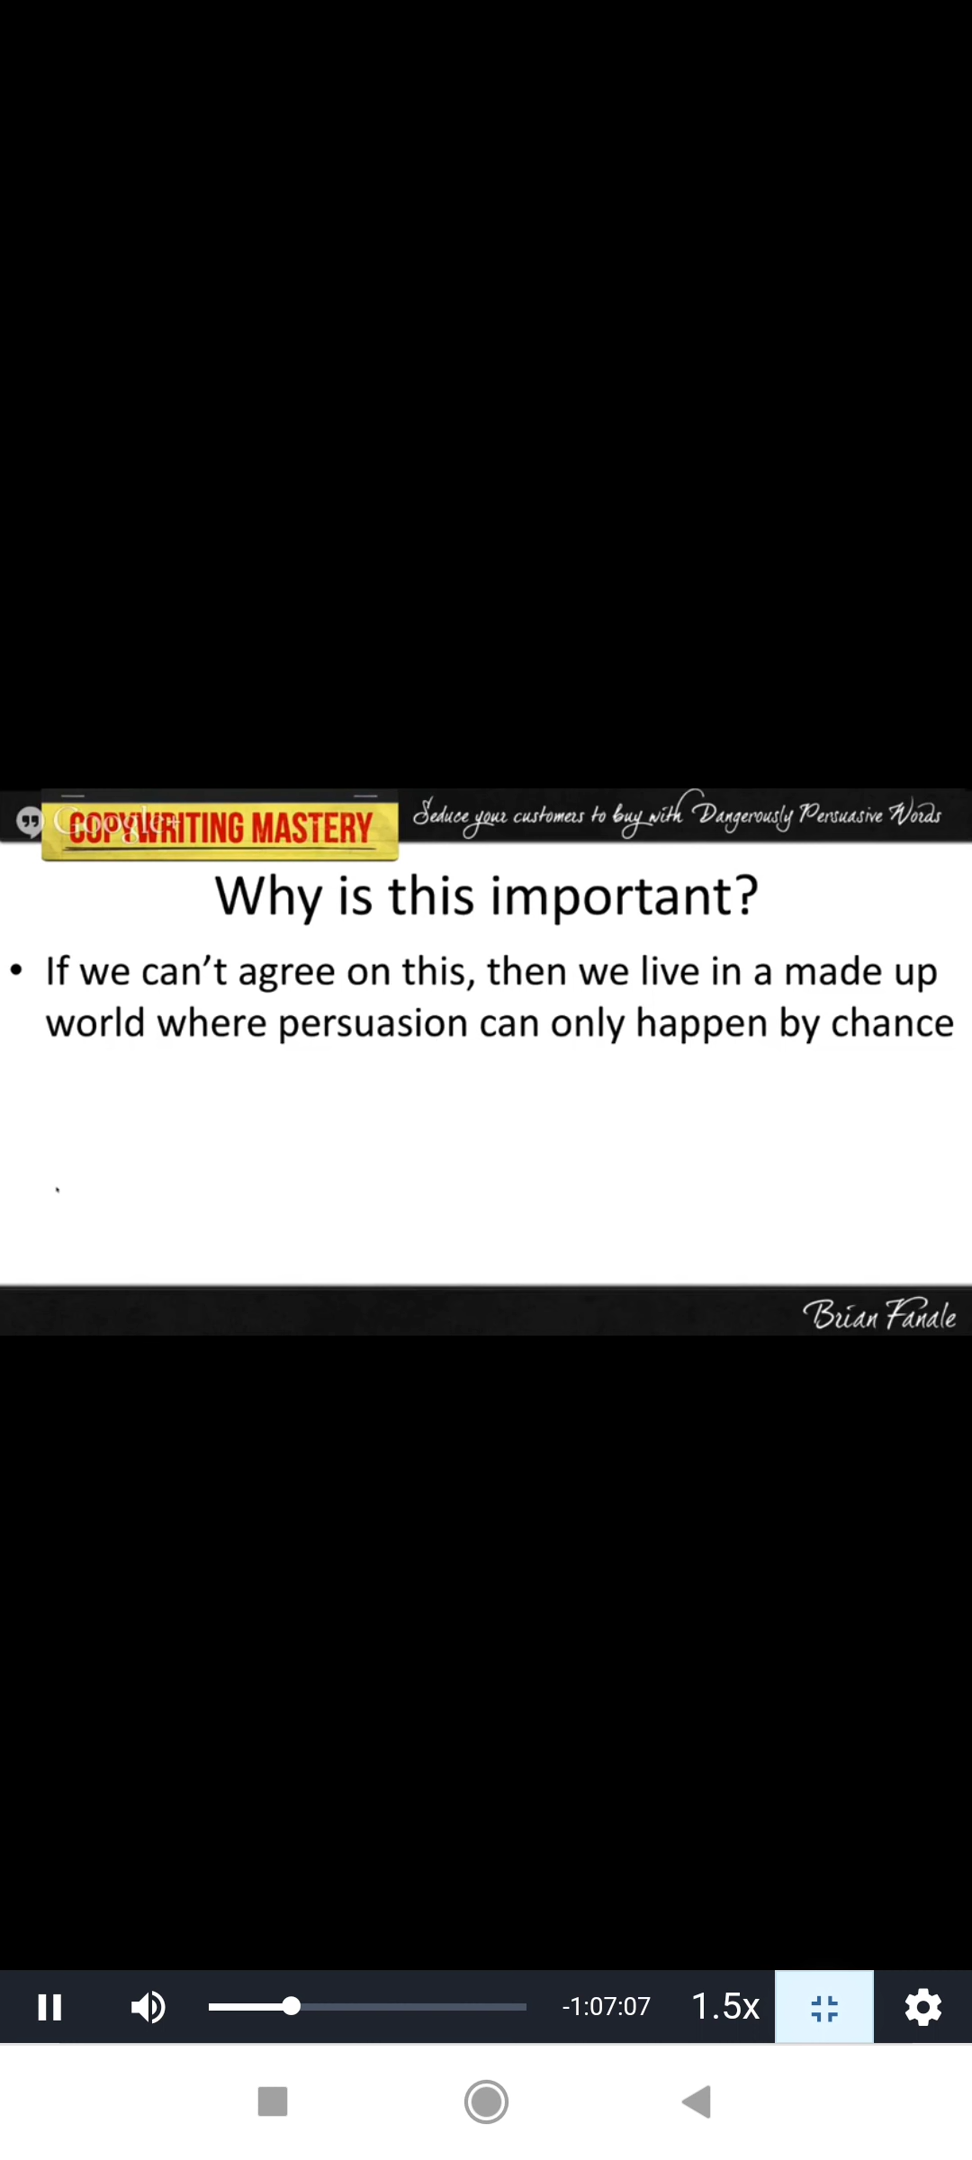 Google+
COPYWRITING MASTERY
Seduce your customers to buy with Dangerously Persuasive Words
Why is this important?
• If we can’t agree on this, then we live in a made up
world where persuasion can only happen by chance
Brian Fanale
-1:07:07
1.5x